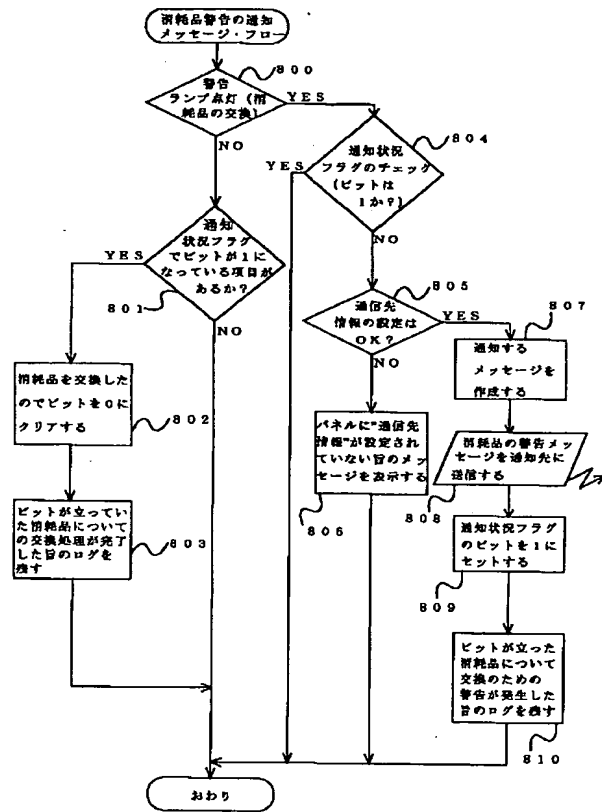 消耗品警告の通知
メッセージ・フロー
800
警告
ランプ点灯（消
耗品の交換）
YES
NO
804
通知状況
フラグのチェック
（ビットは
1か？）
YES
NO
通知
状況フラグ
でビットが1に
なっている項目が
あるか？
YES
801
NO
805
通信先
情報の設定は
OK？
YES
NO
807
通知する
メッセージを
作成する
消耗品を交換した
のでビットを0に
クリアする
802
パネルに"通信先
情報"が設定され
ていない旨のメッ
セージを表示する
806
消耗品の警告メッ
セージを通知先に
送信する
808
ビットが立ってい
た消耗品について
の交換処理が完了
した旨のログを
残す
803
通知状況フラグ
のビットを1に
セットする
809
ビットが立った
消耗品について
交換のための
警告が発生した
旨のログを残す
810
おわり